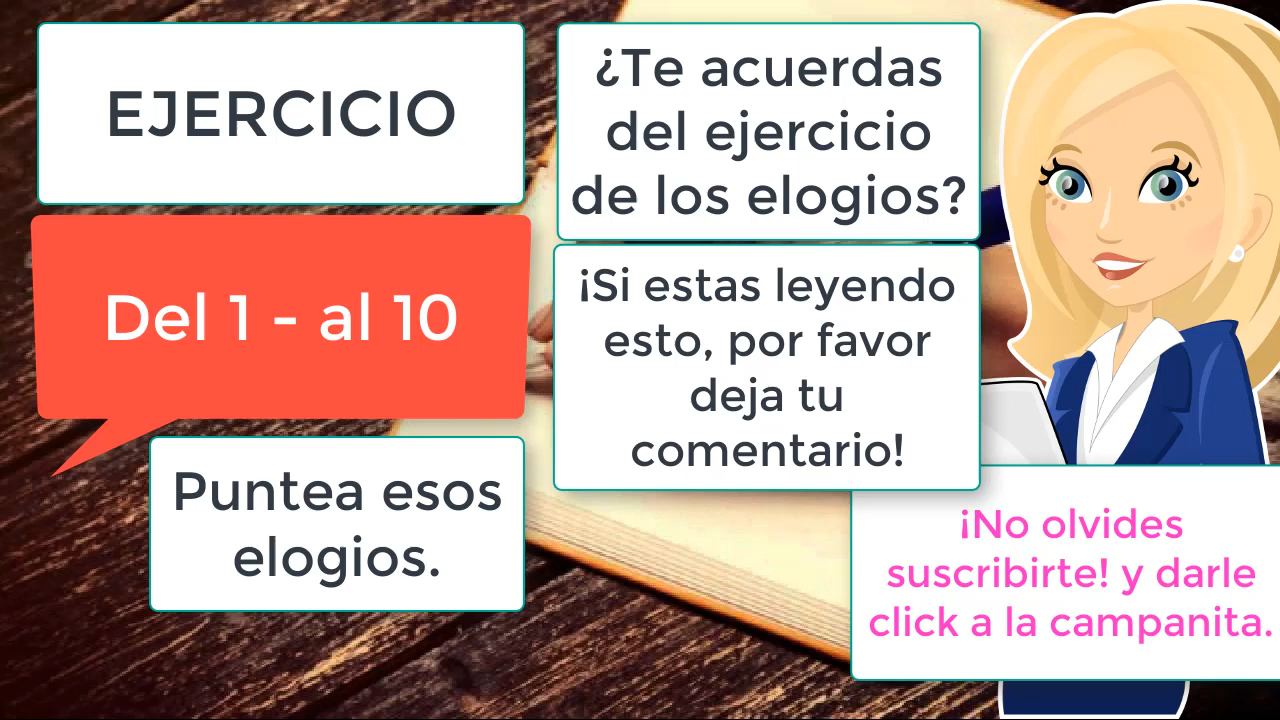 EJERCICIO
Del 1 - al 10
Puntea esos
elogios.
¿Te acuerdas
del ejercicio
de los elogios?
¡Si estas leyendo
esto, por favor
deja tu
comentario!
¡No olvides
suscribirte! y darle
click a la campanita.